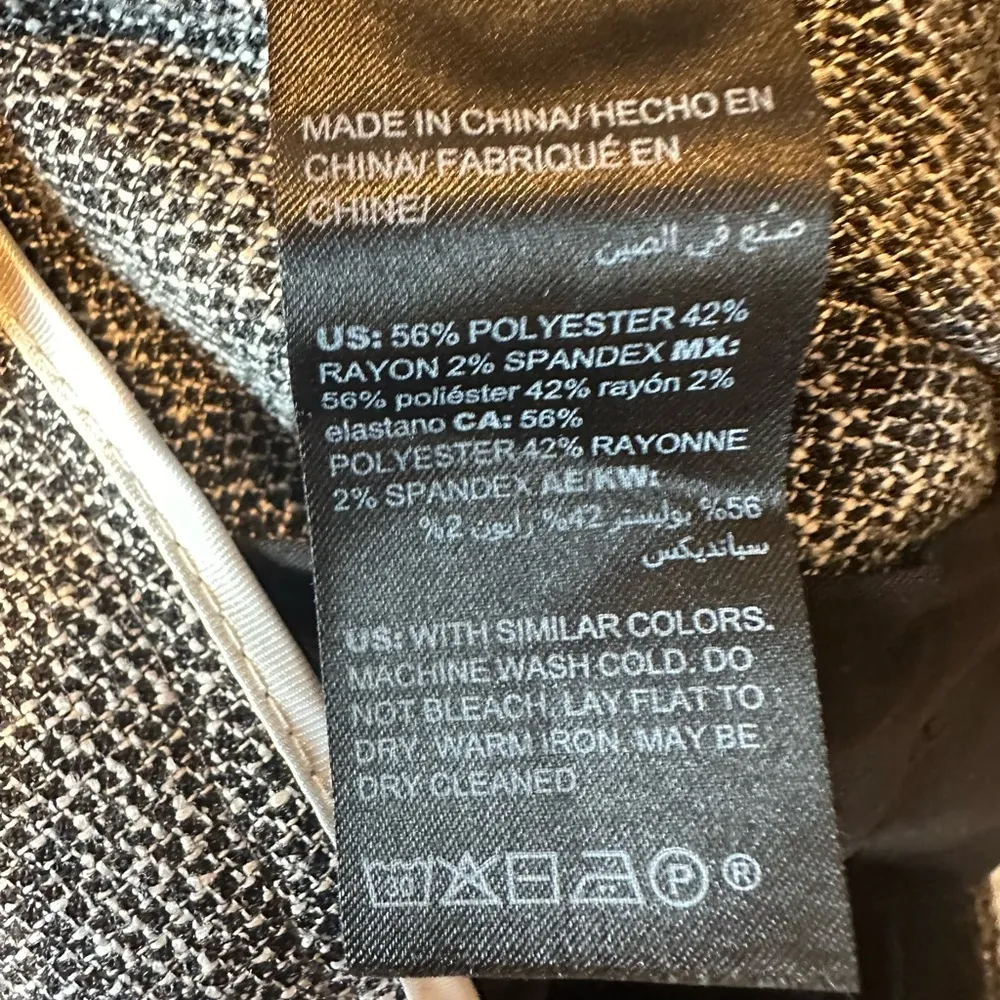 MADE IN CHINA/ HECHO EN
CHINA/ FABRIQUÉ EN
CHINE/
صُنع في الصين
US: 56% POLYESTER 42%
RAYON 2% SPANDEX MX:
56% poliéster 42% rayón 2%
elastano CA: 56%
POLYESTER 42% RAYONNE
2% SPANDEX AE/KW:
56% بوليستر 42% رايون 2%
سباندیکس
US: WITH SIMILAR COLORS.
MACHINE WASH COLD. DO
NOT BLEACH. LAY FLAT TO
DRY. WARM IRON. MAY BE
DRY CLEANED.
30 P ®